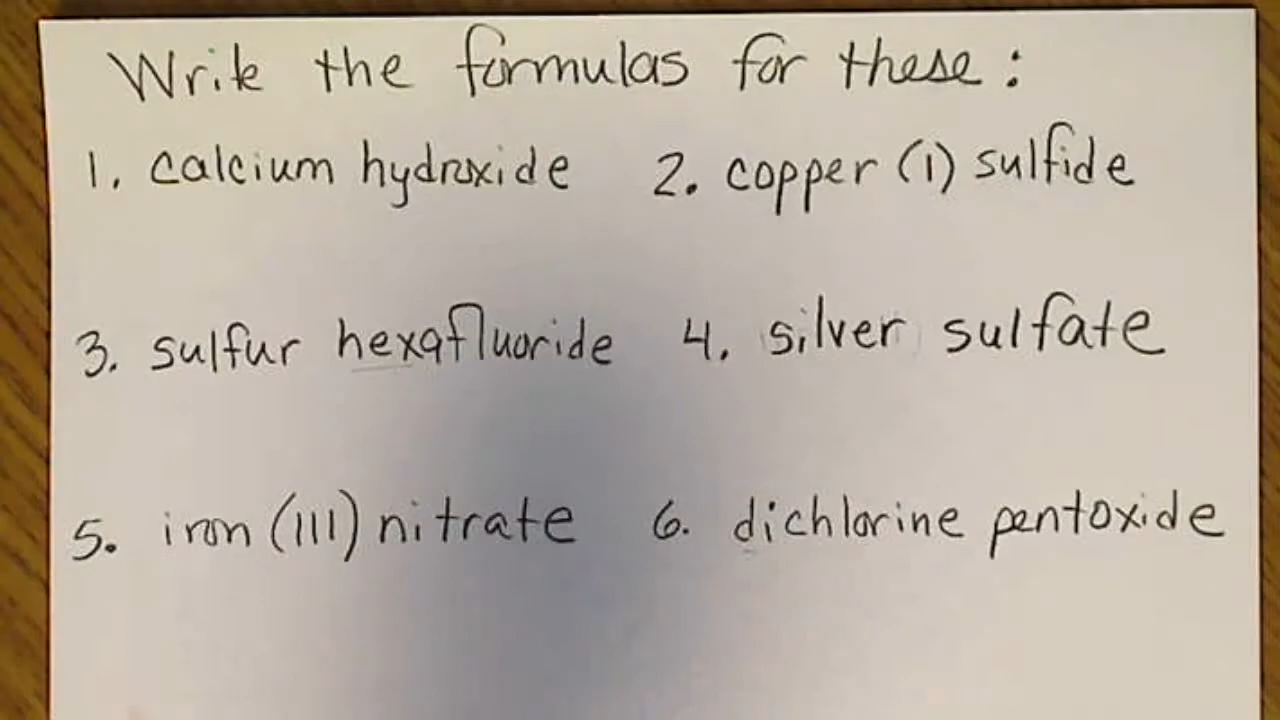 Write the formulas for these:
1. calcium hydroxide 2. copper (I) sulfide
3. sulfur hexafluoride 4. silver sulfate
5. iron (III) nitrate 6. dichlorine pentoxide